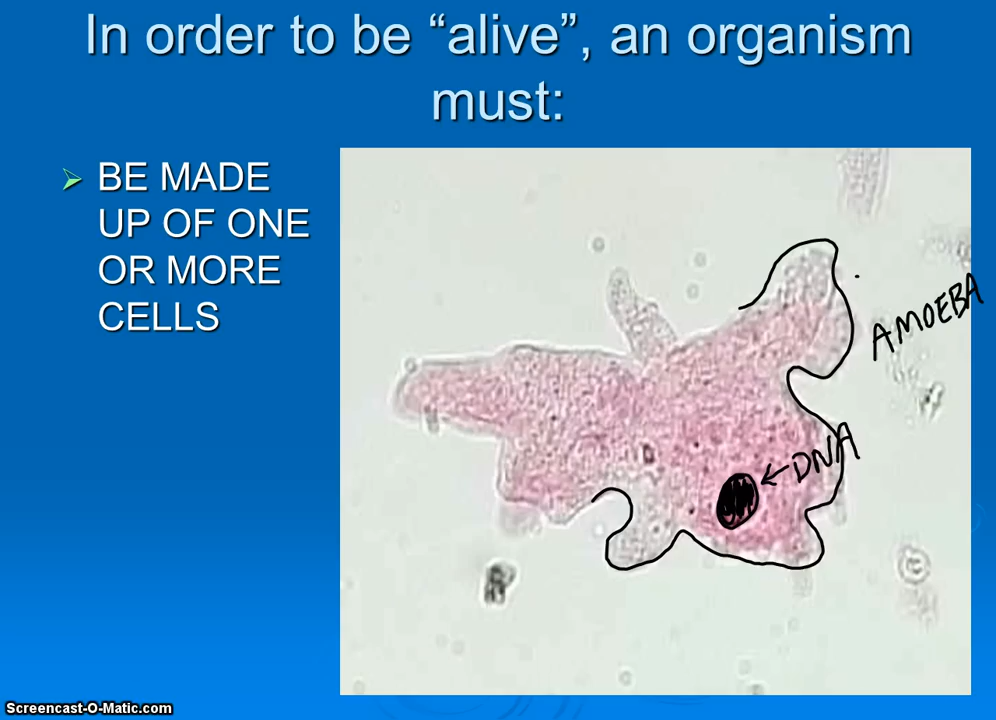 In order to be “alive”, an organism
must:
BE MADE
UP OF ONE
OR MORE
CELLS
AMOEBA
DNA
Screencast-O-Matic.com